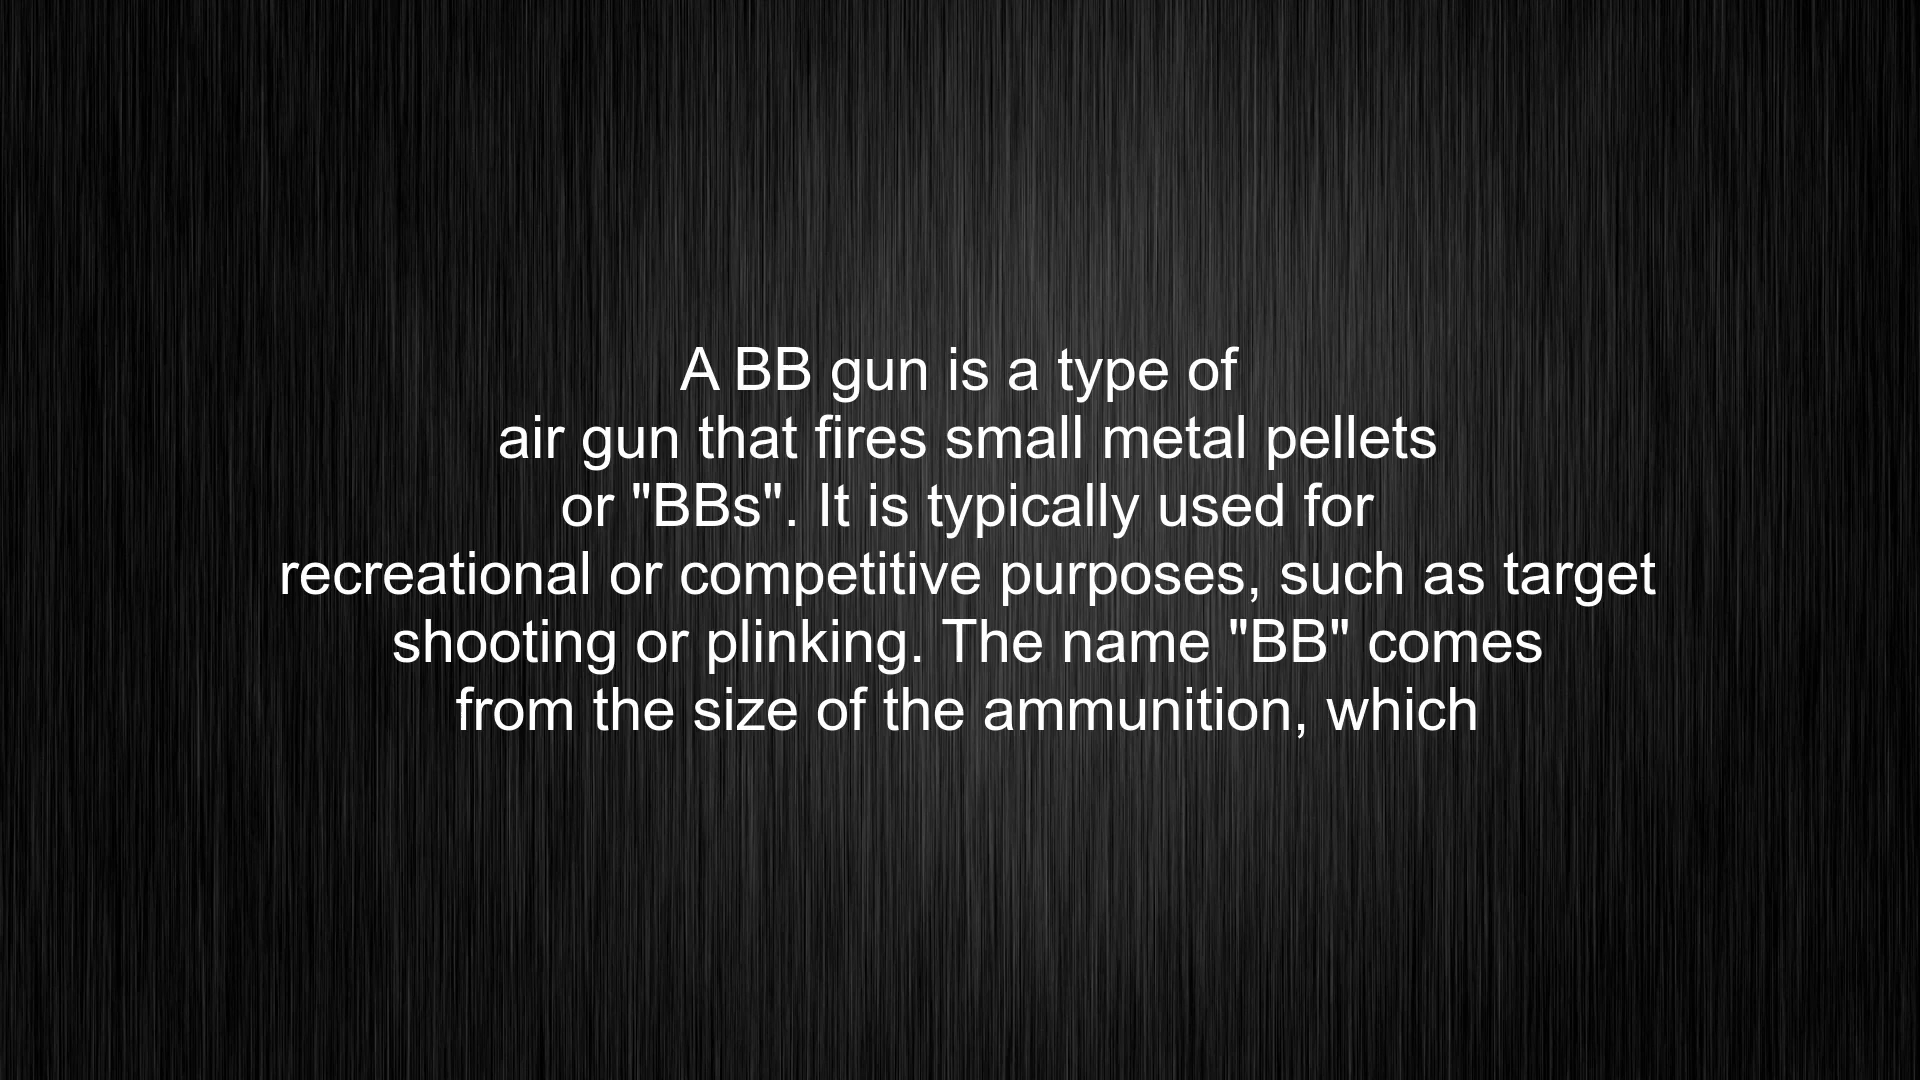 A BB gun is a type of
air gun that fires small metal pellets
or "BBs". It is typically used for
recreational or competitive purposes, such as target
shooting or plinking. The name "BB" comes
from the size of the ammunition, which